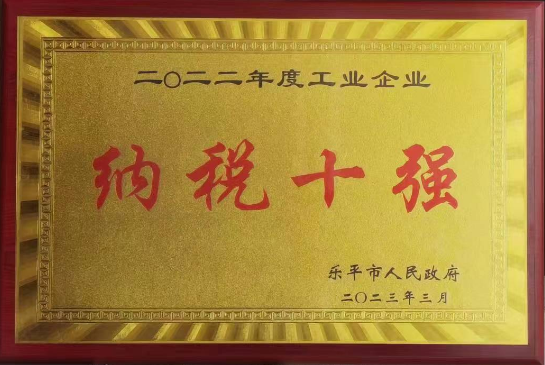 二〇二二年度工业企业
纳税十强
乐平市人民政府
二〇二三年三月